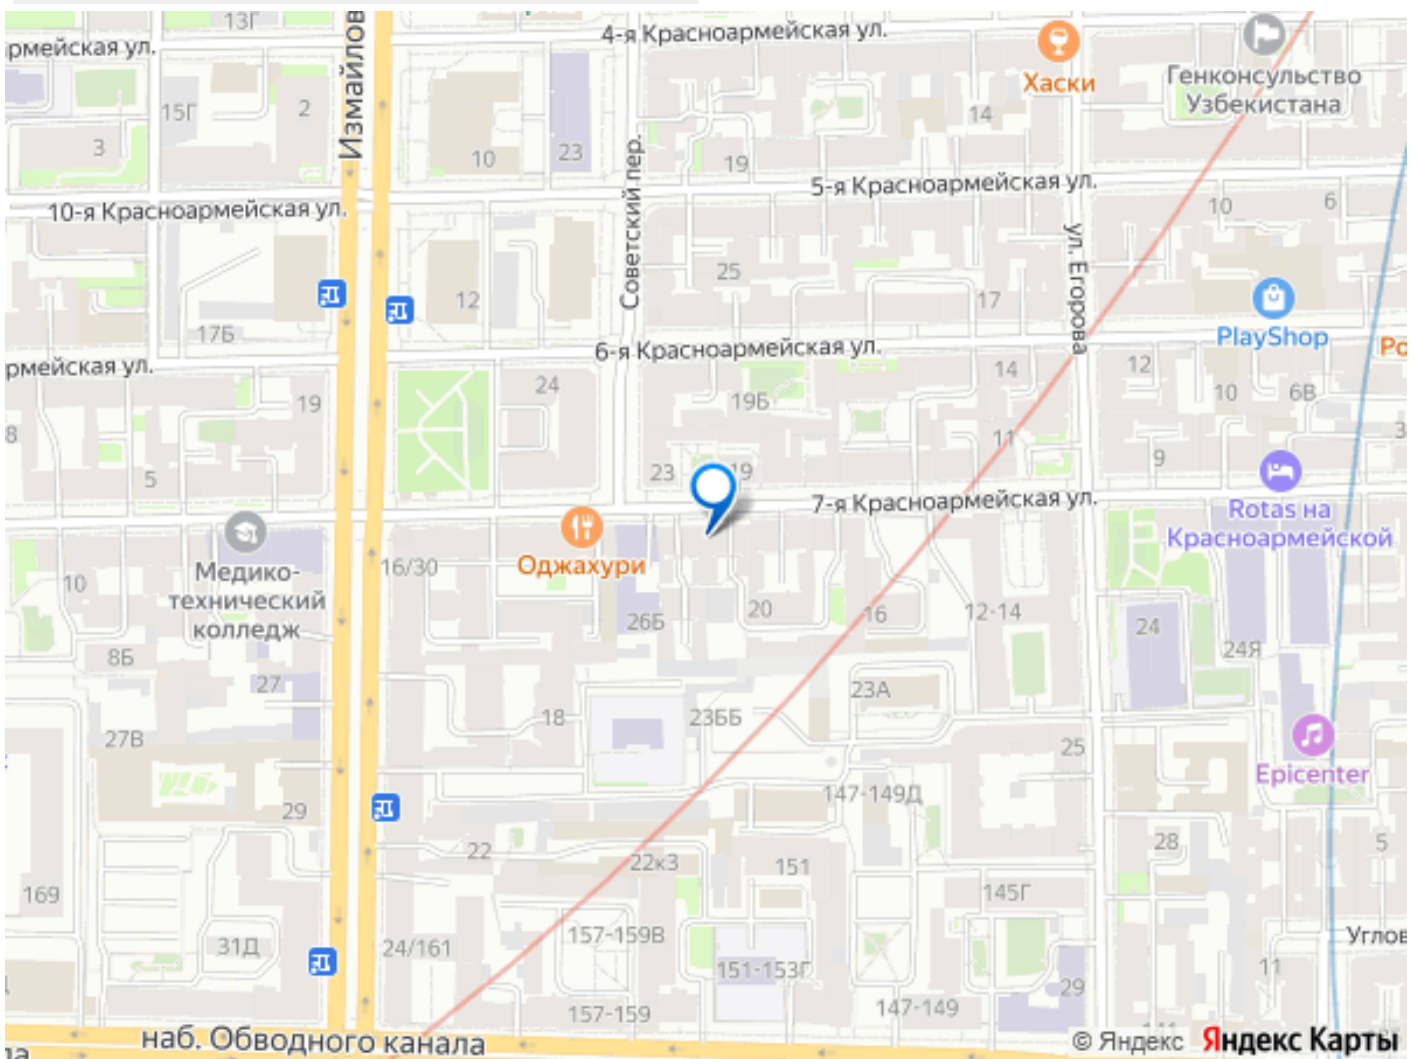 13Г
4-я Красноармейская ул.
рмейская ул.
Измайлов
Хаски
Генконсульство
Узбекистана
15Г
2
3
10
23
14
19
Советский пер.
5-я Красноармейская ул.
10-я Красноармейская ул.
10
6
ул. Егорова
25
12
17
17Б
PlayShop
6-я Красноармейская ул.
Ро
рмейская ул.
24
14
12
10
6В
19
19Б
8
11
3
9
5
23
19
7-я Красноармейская ул.
Rotas на
Красноармейской
Оджахури
16/30
Медико-
технический
колледж
10
26Б
20
16
12-14
24
24Я
8Б
27
23А
18
23ББ
27В
25
Epicenter
147-149Д
29
22
22к3
151
28
5
169
145Г
157-159В
31Д
24/161
Углов
151-153Г
11
29
157-159
147-149
наб. Обводного канала
© Яндекс
Яндекс Карты